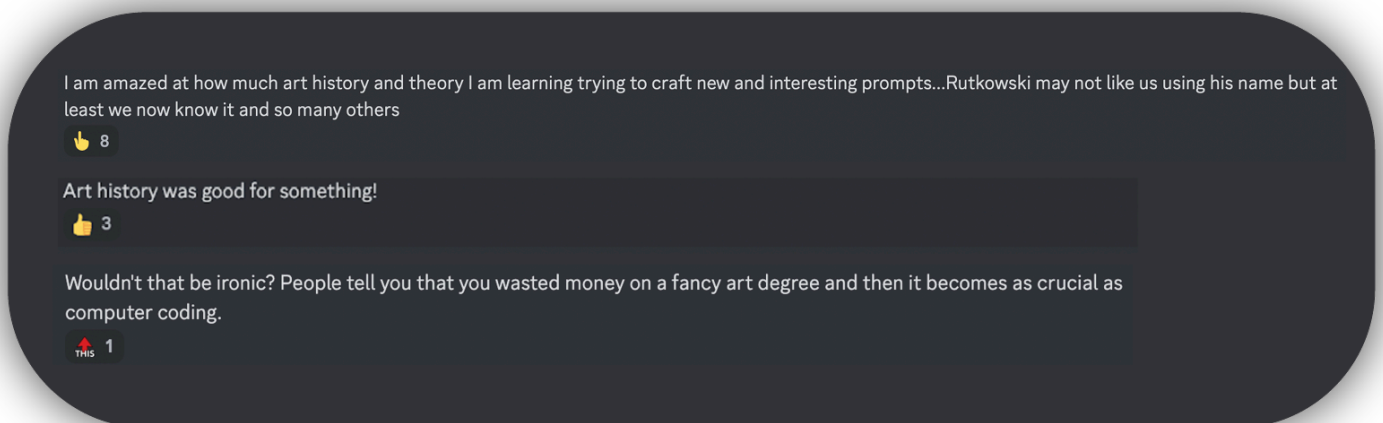 I am amazed at how much art history and theory I am learning trying to craft new and interesting prompts...Rutkowski may not like us using his name but at
least we now know it and so many others
8
Art history was good for something!
3
Wouldn't that be ironic? People tell you that you wasted money on a fancy art degree and then it becomes as crucial as
computer coding.
THIS 1